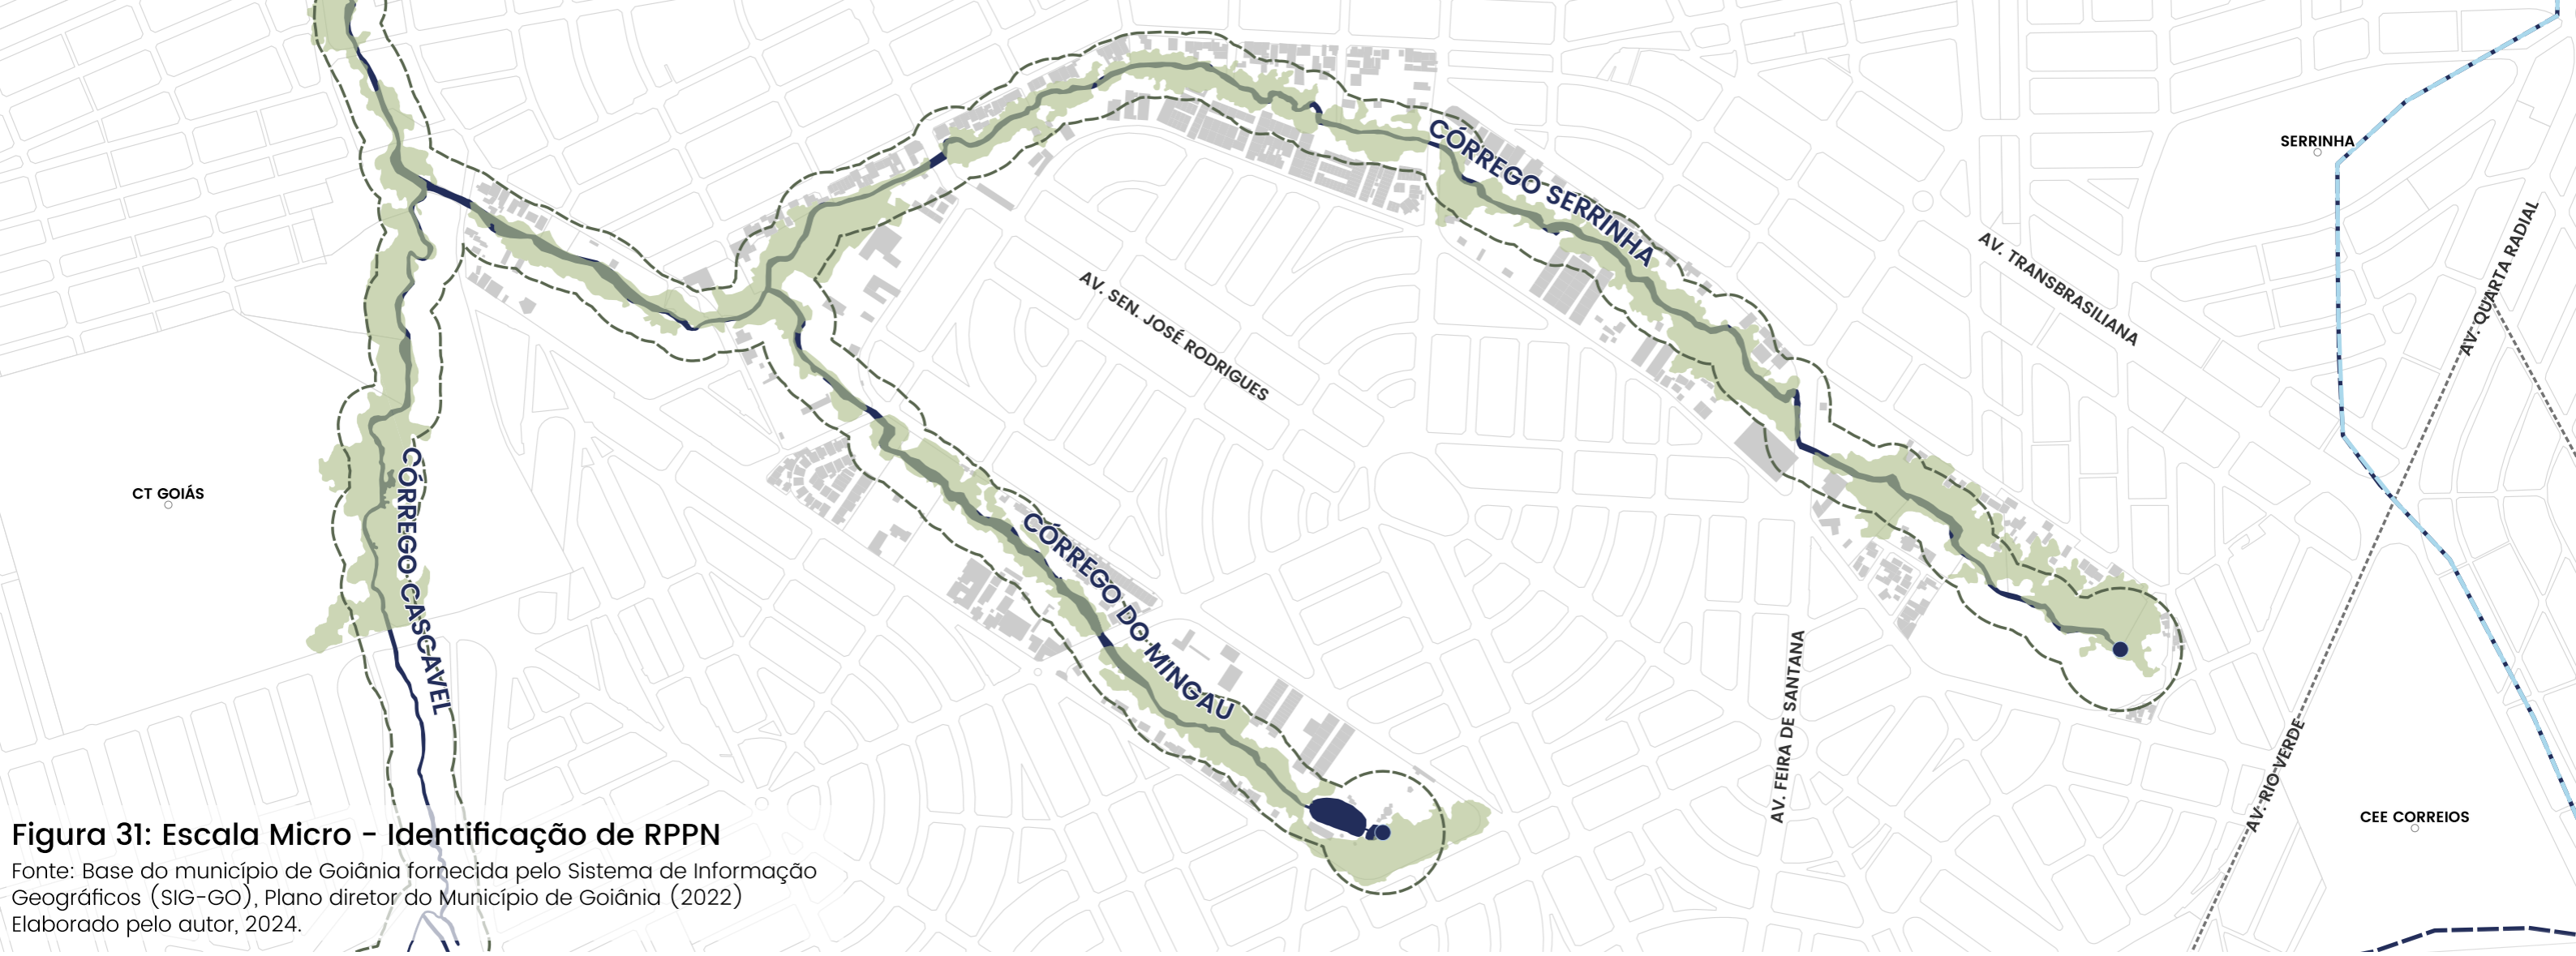 SERRINHA
CÓRREGO SERRINHA
AV. TRANSBRASILIANA
AV. QUARTA RADIAL
AV. SEN. JOSÉ RODRIGUES
CT GOIÁS
CÓRREGO CASCAVEL
CÓRREGO DO MINGAU
AV. FEIRA DE SANTANA
AV. RIO VERDE
CEE CORREIOS
Figura 31: Escala Micro - Identificação de RPPN
Fonte: Base do município de Goiânia fornecida pelo Sistema de Informação
Geográficos (SIG-GO), Plano diretor do Município de Goiânia (2022)
Elaborado pelo autor, 2024.